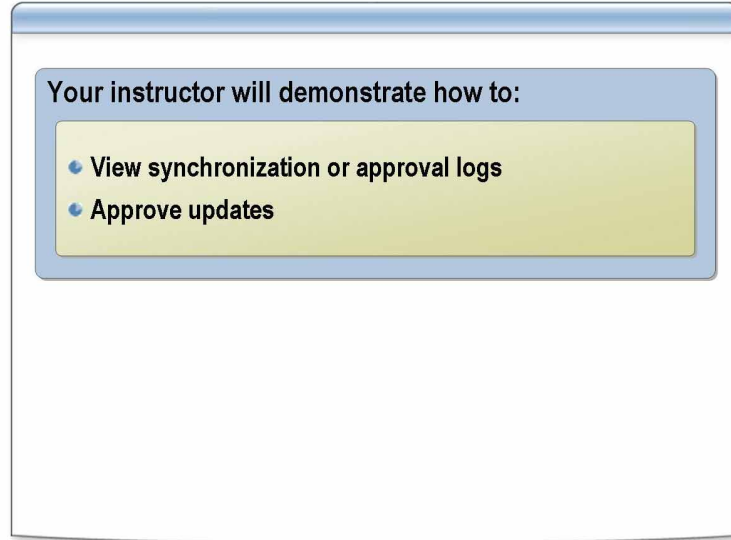 Your instructor will demonstrate how to:
View synchronization or approval logs
Approve updates